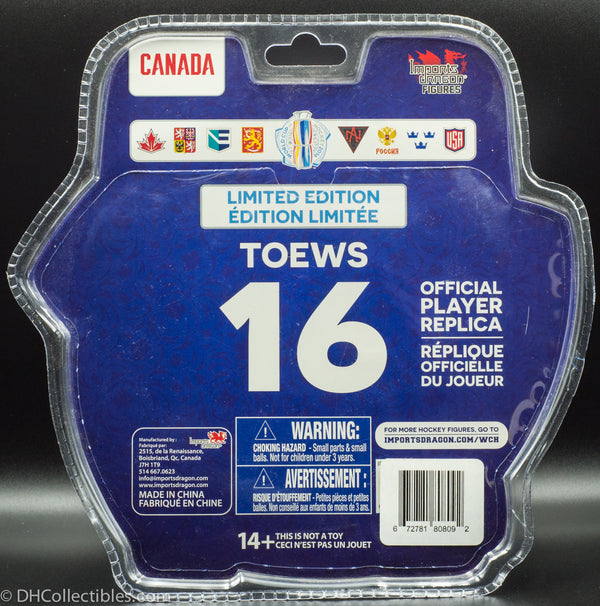 CANADA
Imports
dragon
FIGURES
WORLD CUP
РОССИЯ
USA
LIMITED EDITION
ÉDITION LIMITÉE
TOEWS
16
OFFICIAL
PLAYER
REPLICA
RÉPLIQUE
OFFICIELLE
DU JOUEUR
Manufactured by :
Fabriqué par:
2515, de la Renaissance,
Boisbriand, Qc, Canada
J7H 1T9
514 667.0623
info@importsdragon.com
www.importsdragon.com
MADE IN CHINA
FABRIQUÉ EN CHINE
Imports
dragon
FIGURES
WARNING:
CHOKING HAZARD - Small parts & small
balls. Not for children under 3 years.
AVERTISSEMENT :
RISQUE D'ÉTOUFFEMENT - Petites pièces et petites
balles. Non conseillé aux enfants de moins de 3 ans.
FOR MORE HOCKEY FIGURES, GO TO
IMPORTSDRAGON.COM/WCH
6 72781 80809 2
14+ THIS IS NOT A TOY
CECI N'EST PAS UN JOUET
© DHCollectibles.com